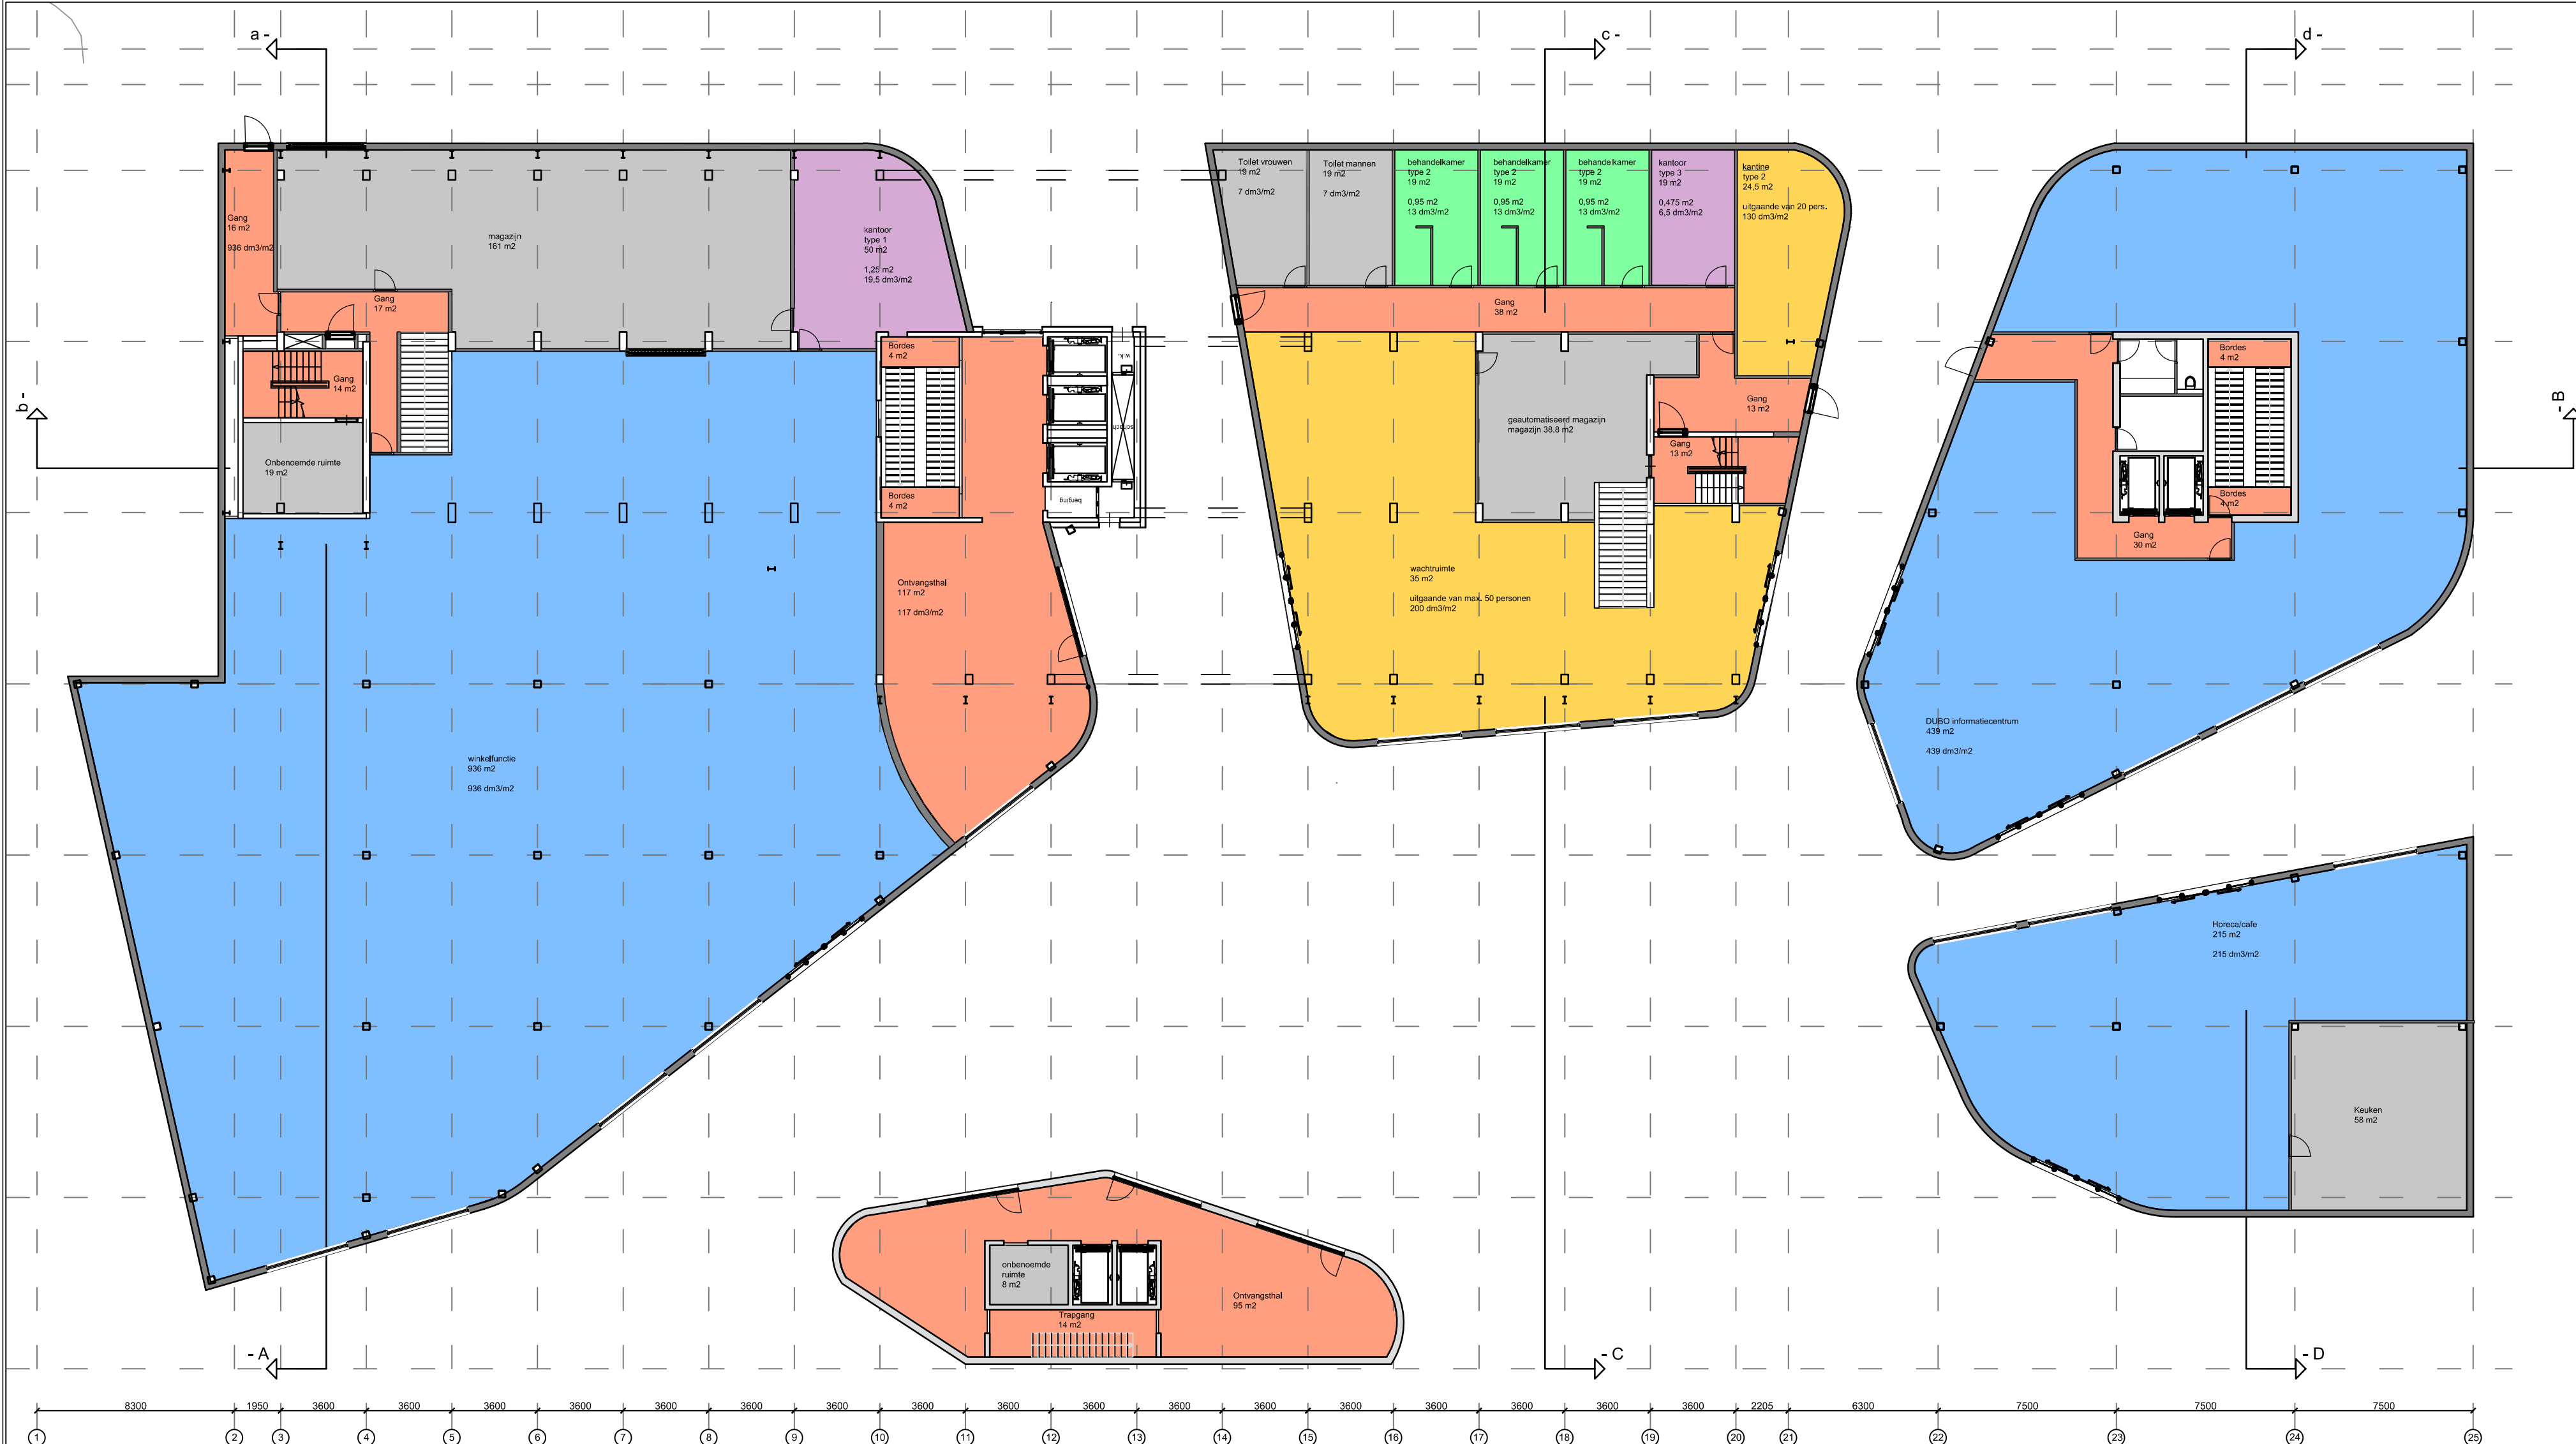 a -
c -
d -
Gang
16 m2
936 dm3/m2
magazijn
161 m2
kantoor
type 1
50 m2
1,25 m2
19,5 dm3/m2
Gang
17 m2
Gang
14 m2
Onbenoemde ruimte
19 m2
Bordes
4 m2
Bordes
4 m2
w.k.
schacht
berging
Ontvangsthal
117 m2
117 dm3/m2
winkelfunctie
936 m2
936 dm3/m2
Toilet vrouwen
19 m2
7 dm3/m2
Toilet mannen
19 m2
7 dm3/m2
behandelkamer
type 2
19 m2
0,95 m2
13 dm3/m2
behandelkamer
type 2
19 m2
0,95 m2
13 dm3/m2
behandelkamer
type 2
19 m2
0,95 m2
13 dm3/m2
kantoor
type 3
19 m2
0,475 m2
6,5 dm3/m2
kantine
type 2
24,5 m2
uitgaande van 20 pers.
130 dm3/m2
Gang
38 m2
geautomatiseerd magazijn
magazijn 38,8 m2
Gang
13 m2
Gang
13 m2
wachtruimte
35 m2
uitgaande van max. 50 personen
200 dm3/m2
Bordes
4 m2
Bordes
4 m2
Gang
30 m2
DUBO informatiecentrum
439 m2
439 dm3/m2
Horeca/cafe
215 m2
215 dm3/m2
Keuken
58 m2
onbenoemde
ruimte
8 m2
Trapgang
14 m2
Ontvangsthal
95 m2
b -
- B
- A
- C
- D
8300 1950 3600 3600 3600 3600 3600 3600 3600 3600 3600 3600 3600 3600 3600 3600 3600 3600 3600 2205 6300 7500 7500 7500
1 2 3 4 5 6 7 8 9 10 11 12 13 14 15 16 17 18 19 20 21 22 23 24 25